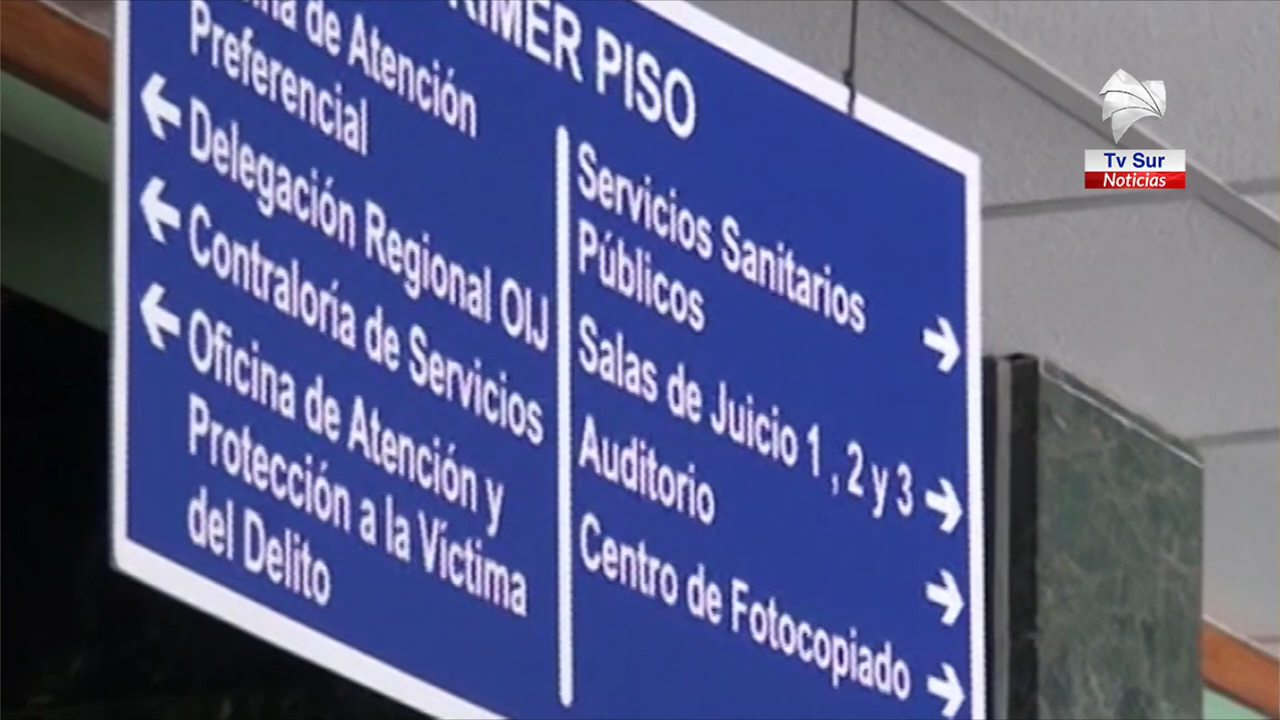 PISO
de Atención
Preferencial
Delegación Regional OIJ
Contraloría de Servicios
Oficina de Atención y
Protección a la Víctima
del Delito
Servicios Sanitarios
Públicos
Salas de Juicio 1 , 2 y 3
Auditorio
Centro de Fotocopiado
Tv Sur
Noticias